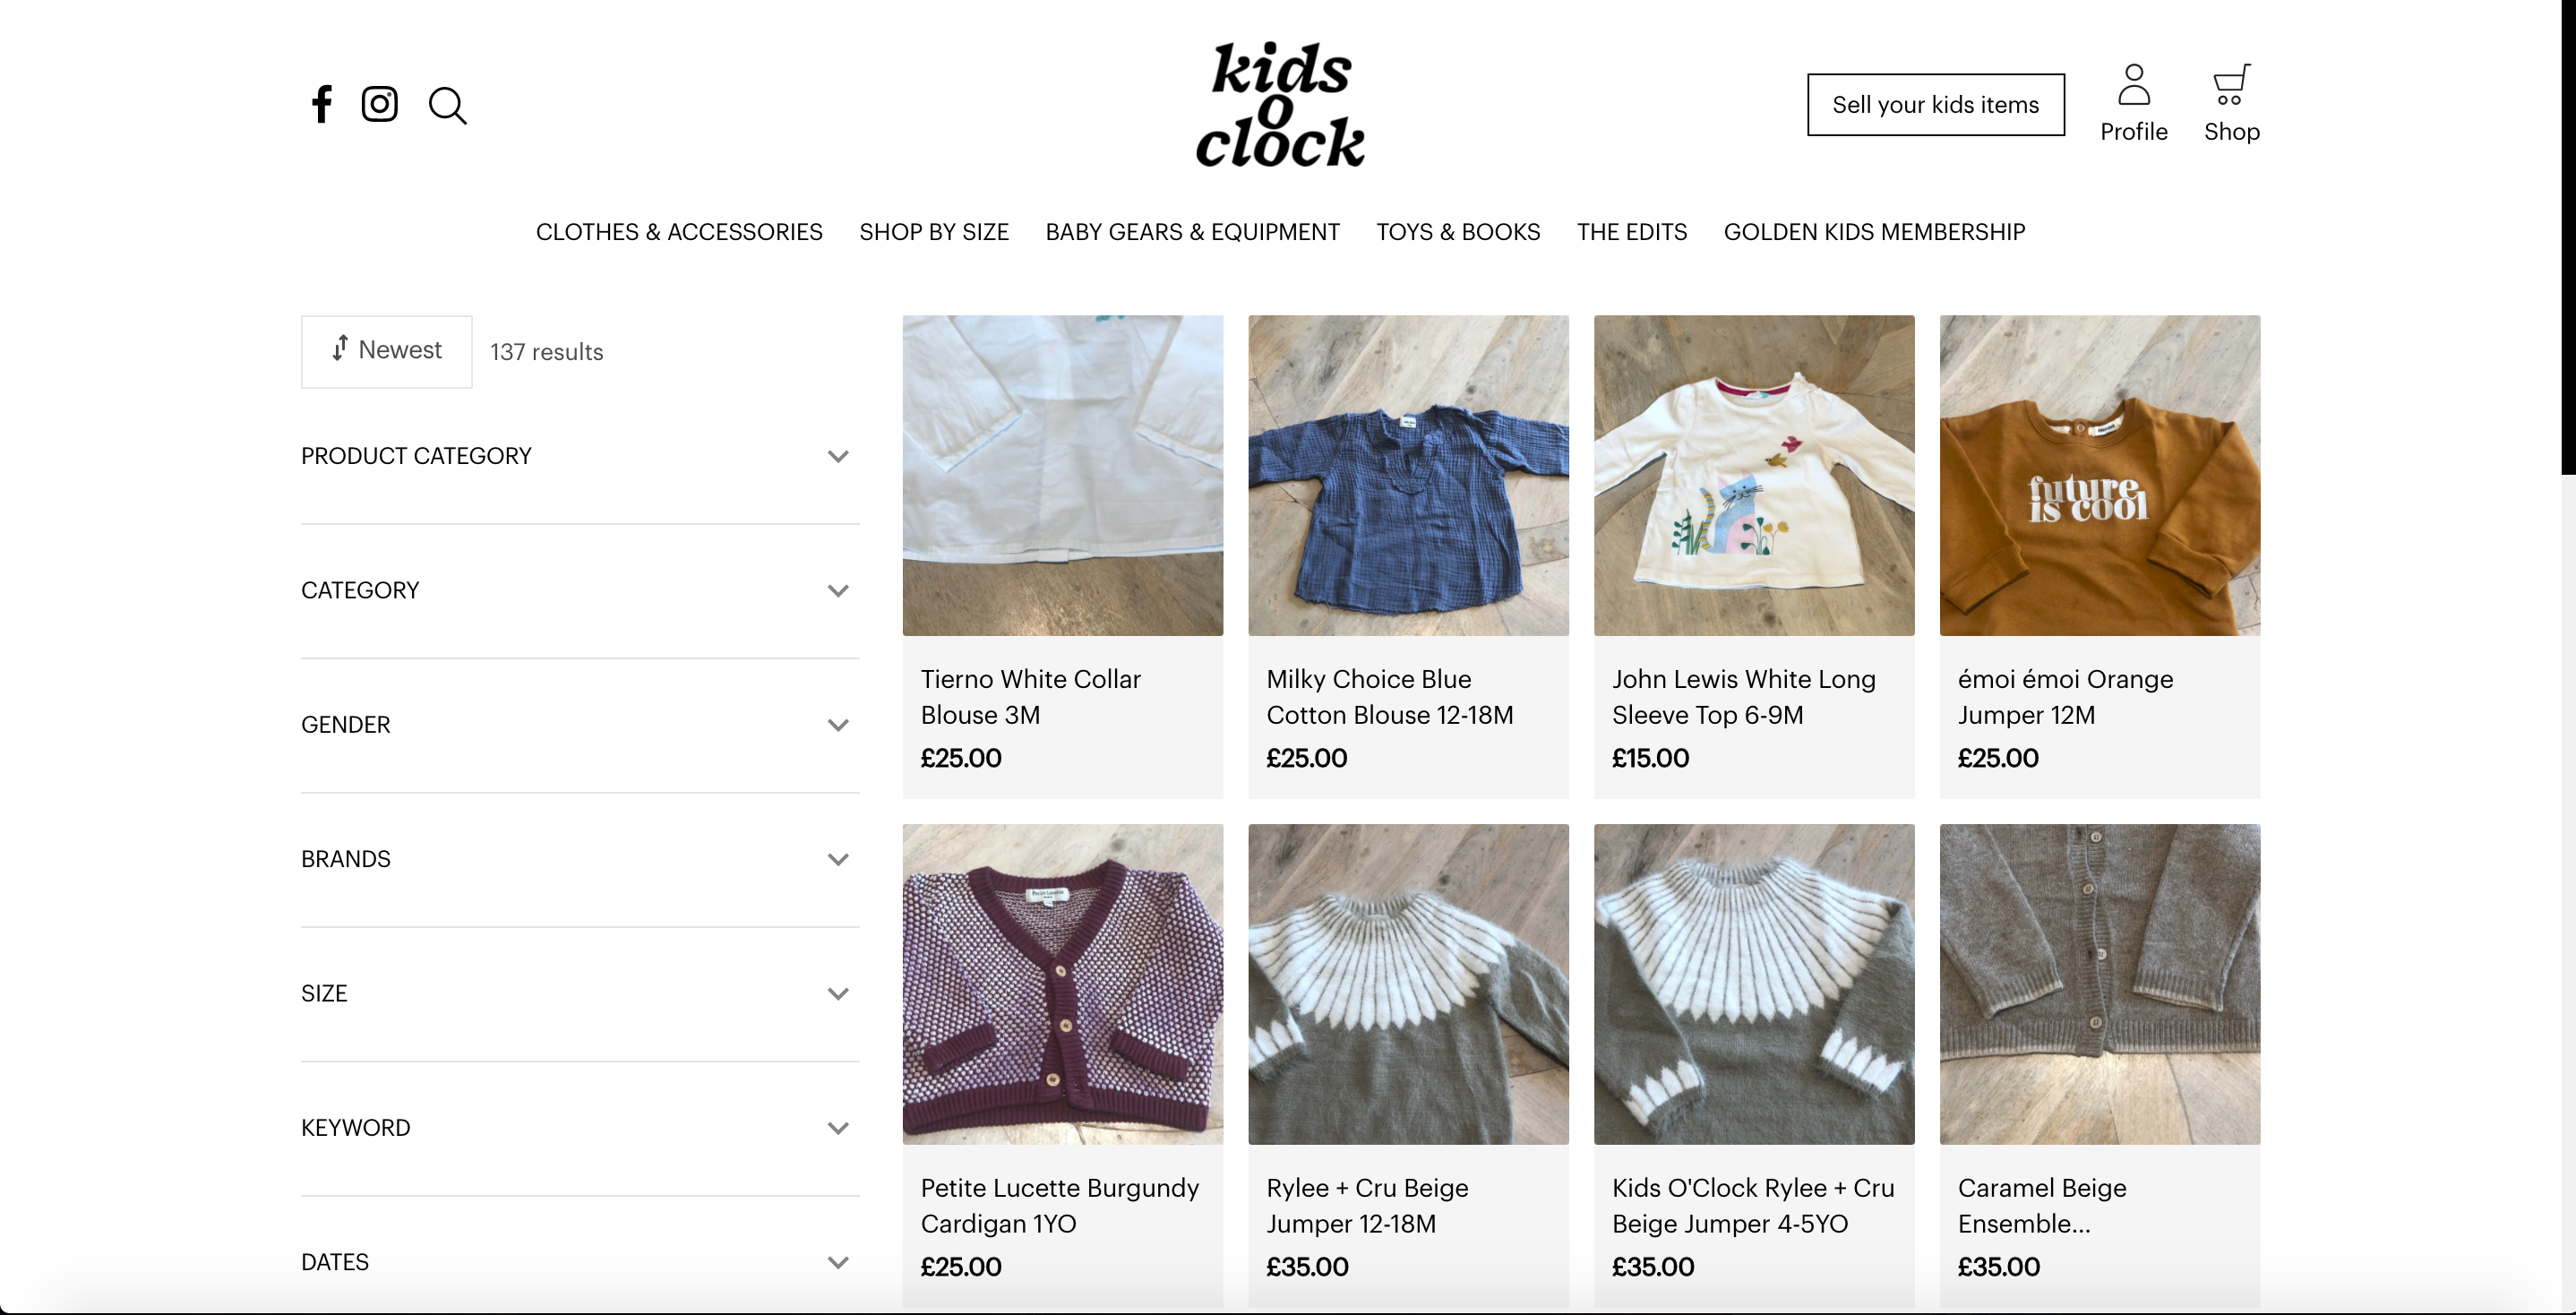 kids
o
clock
Sell your kids items
Profile
Shop
CLOTHES & ACCESSORIES
SHOP BY SIZE
BABY GEARS & EQUIPMENT
TOYS & BOOKS
THE EDITS
GOLDEN KIDS MEMBERSHIP
Newest
137 results
PRODUCT CATEGORY
CATEGORY
GENDER
BRANDS
SIZE
KEYWORD
DATES
future
is cool
Tierno White Collar
Blouse 3M
£25.00
Milky Choice Blue
Cotton Blouse 12-18M
£25.00
John Lewis White Long
Sleeve Top 6-9M
£15.00
émoi émoi Orange
Jumper 12M
£25.00
Petite Lucette
Petite Lucette Burgundy
Cardigan 1YO
£25.00
Rylee + Cru Beige
Jumper 12-18M
£35.00
Kids O'Clock Rylee + Cru
Beige Jumper 4-5YO
£35.00
Caramel Beige
Ensemble...
£35.00